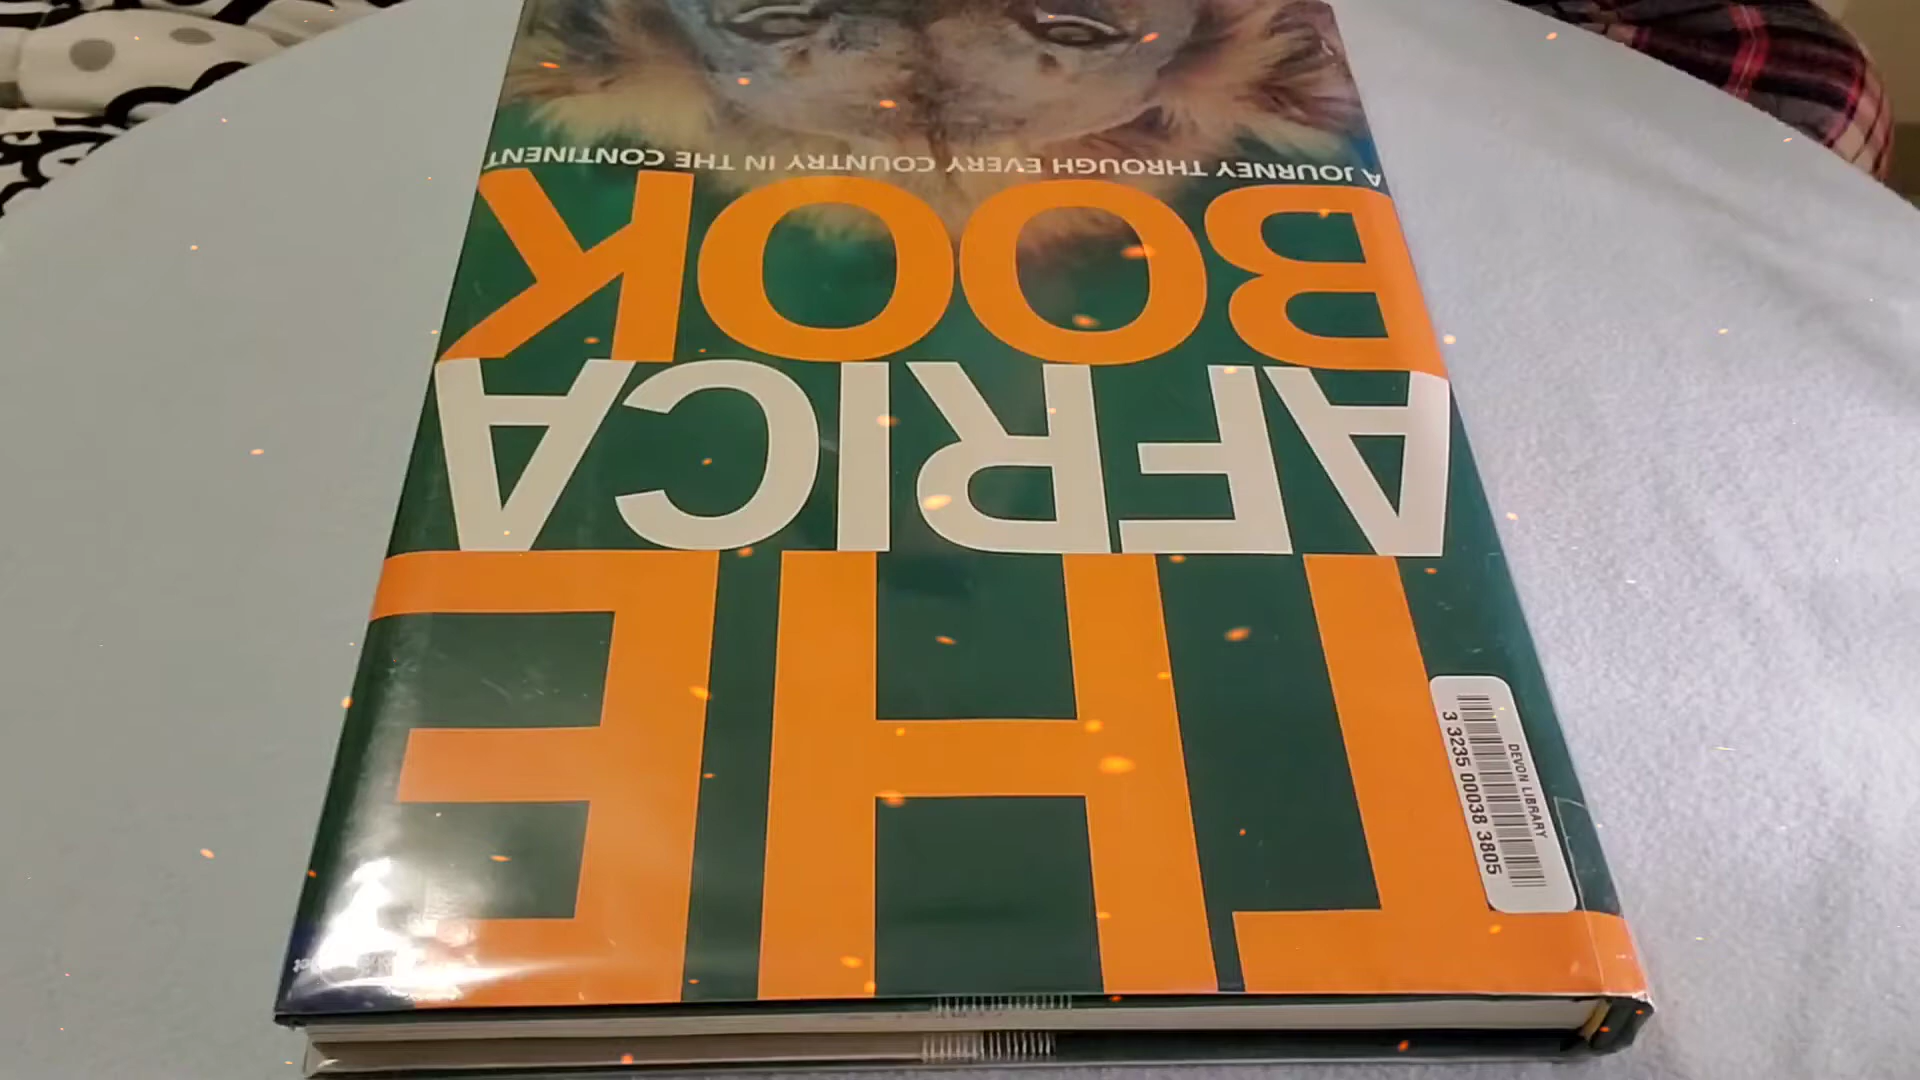 THE
AFRICA
BOOK
A JOURNEY THROUGH EVERY COUNTRY IN THE CONTINENT
DEVON LIBRARY
3 3235 00038 3805